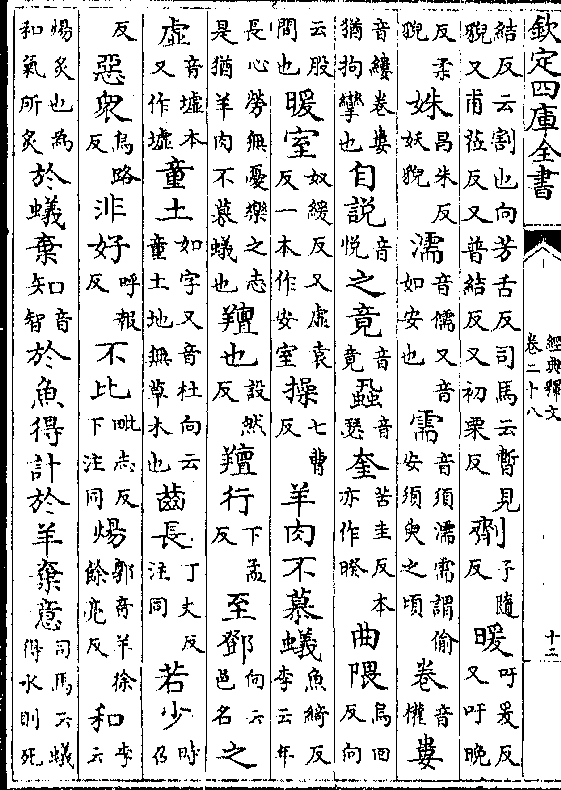 欽定四庫全書 經典釋文 卷二十八 十二
結反云割也向芳舌反司馬云暫見貌又甫蒞反又普結反又初栗反劑子隨反暖吁爰反又吁晚
反柔貌姝昌朱反妖貌濡音儒又音如安也需音須濡需謂偷安須臾之頃卷音權婁
音縷卷婁猶拘攣也自說音悅之竟音竟蝨音瑟奎苦圭反本亦作睽曲隈烏回反向
云股間也暖室奴緩反又虛袁反一本作安室操七曹反羊肉不慕蟻魚綺反李云年
長心勞無憂樂之志是猶羊肉不慕蟻也羶也設然反羶行下孟反至鄧向云邑名之
虛音墟本又作墟童土如字又音杜向云童土地無草木也齒長丁丈反注同若少時仍
反惡衆烏路反非好呼報反不比毗志反下注同煬郭音羊徐餘亮反和李云
煬炙也為和氣所炙於蟻棄知音智於魚得計於羊棄意司馬云蟻得水則死